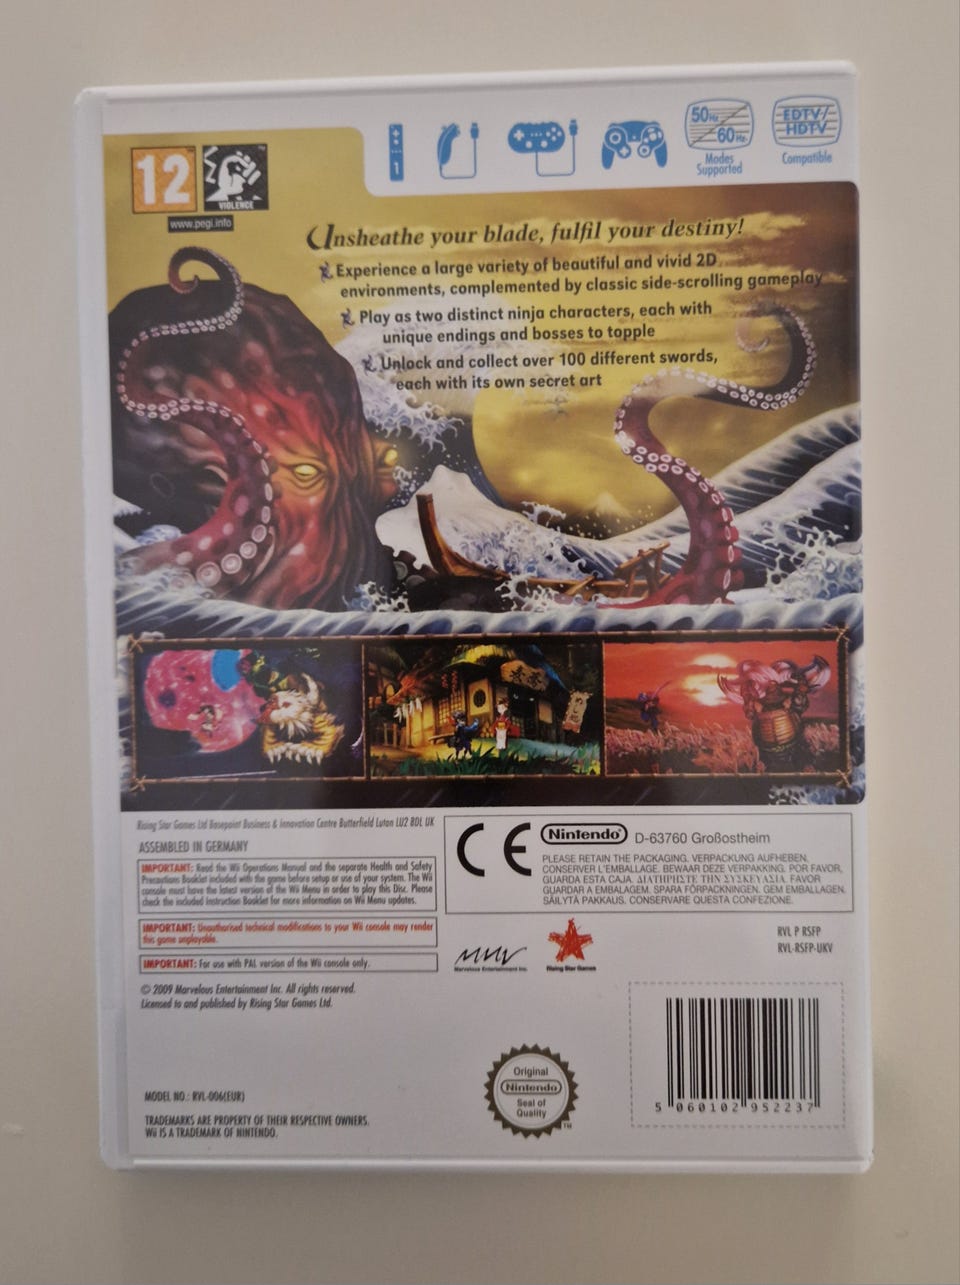 12
VIOLENCE
www.pegi.info
1
50Hz
60Hz
Modes
Supported
EDTV/
HDTV
Compatible
Unsheathe your blade, fulfil your destiny!
Experience a large variety of beautiful and vivid 2D
environments, complemented by classic side-scrolling gameplay
Play as two distinct ninja characters, each with
unique endings and bosses to topple
Unlock and collect over 100 different swords,
each with its own secret art
Rising Star Games Ltd Basepoint Business & Innovation Centre Butterfield Luton LU2 8DL UK
ASSEMBLED IN GERMANY
IMPORTANT: Read the Wii Operations Manual and the separate Health and Safety
Precautions Booklet included with the game before setup or use of your system. The Wii
console must have the latest version of the Wii Menu in order to play this Disc. Please
check the included Instruction Booklet for more information on Wii Menu updates.
IMPORTANT: Unauthorised technical modifications to your Wii console may render
this game unplayable.
IMPORTANT: For use with PAL version of the Wii console only.
© 2009 Marvelous Entertainment Inc. All rights reserved.
Licensed to and published by Rising Star Games Ltd.
CE
Nintendo® D-63760 Großostheim
PLEASE RETAIN THE PACKAGING. VERPACKUNG AUFHEBEN.
CONSERVER L'EMBALLAGE. BEWAAR DEZE VERPAKKING. POR FAVOR,
GUARDA ESTA CAJA. ΔΙΑΤΗΡΗΣΤΕ ΤΗΝ ΣΥΣΚΕΥΑΣΙΑ. FAVOR
GUARDAR A EMBALAGEM. SPARA FÖRPACKNINGEN. GEM EMBALLAGEN.
SÄILYTÄ PAKKAUS. CONSERVARE QUESTA CONFEZIONE.
Marvelous Entertainment Inc.
Rising Star Games
RVL P RSFP
RVL-RSFP-UKV
MODEL NO.: RVL-006(EUR)
TRADEMARKS ARE PROPERTY OF THEIR RESPECTIVE OWNERS.
Wii IS A TRADEMARK OF NINTENDO.
Original
Nintendo
Seal of
Quality
TM
5 060102 952237